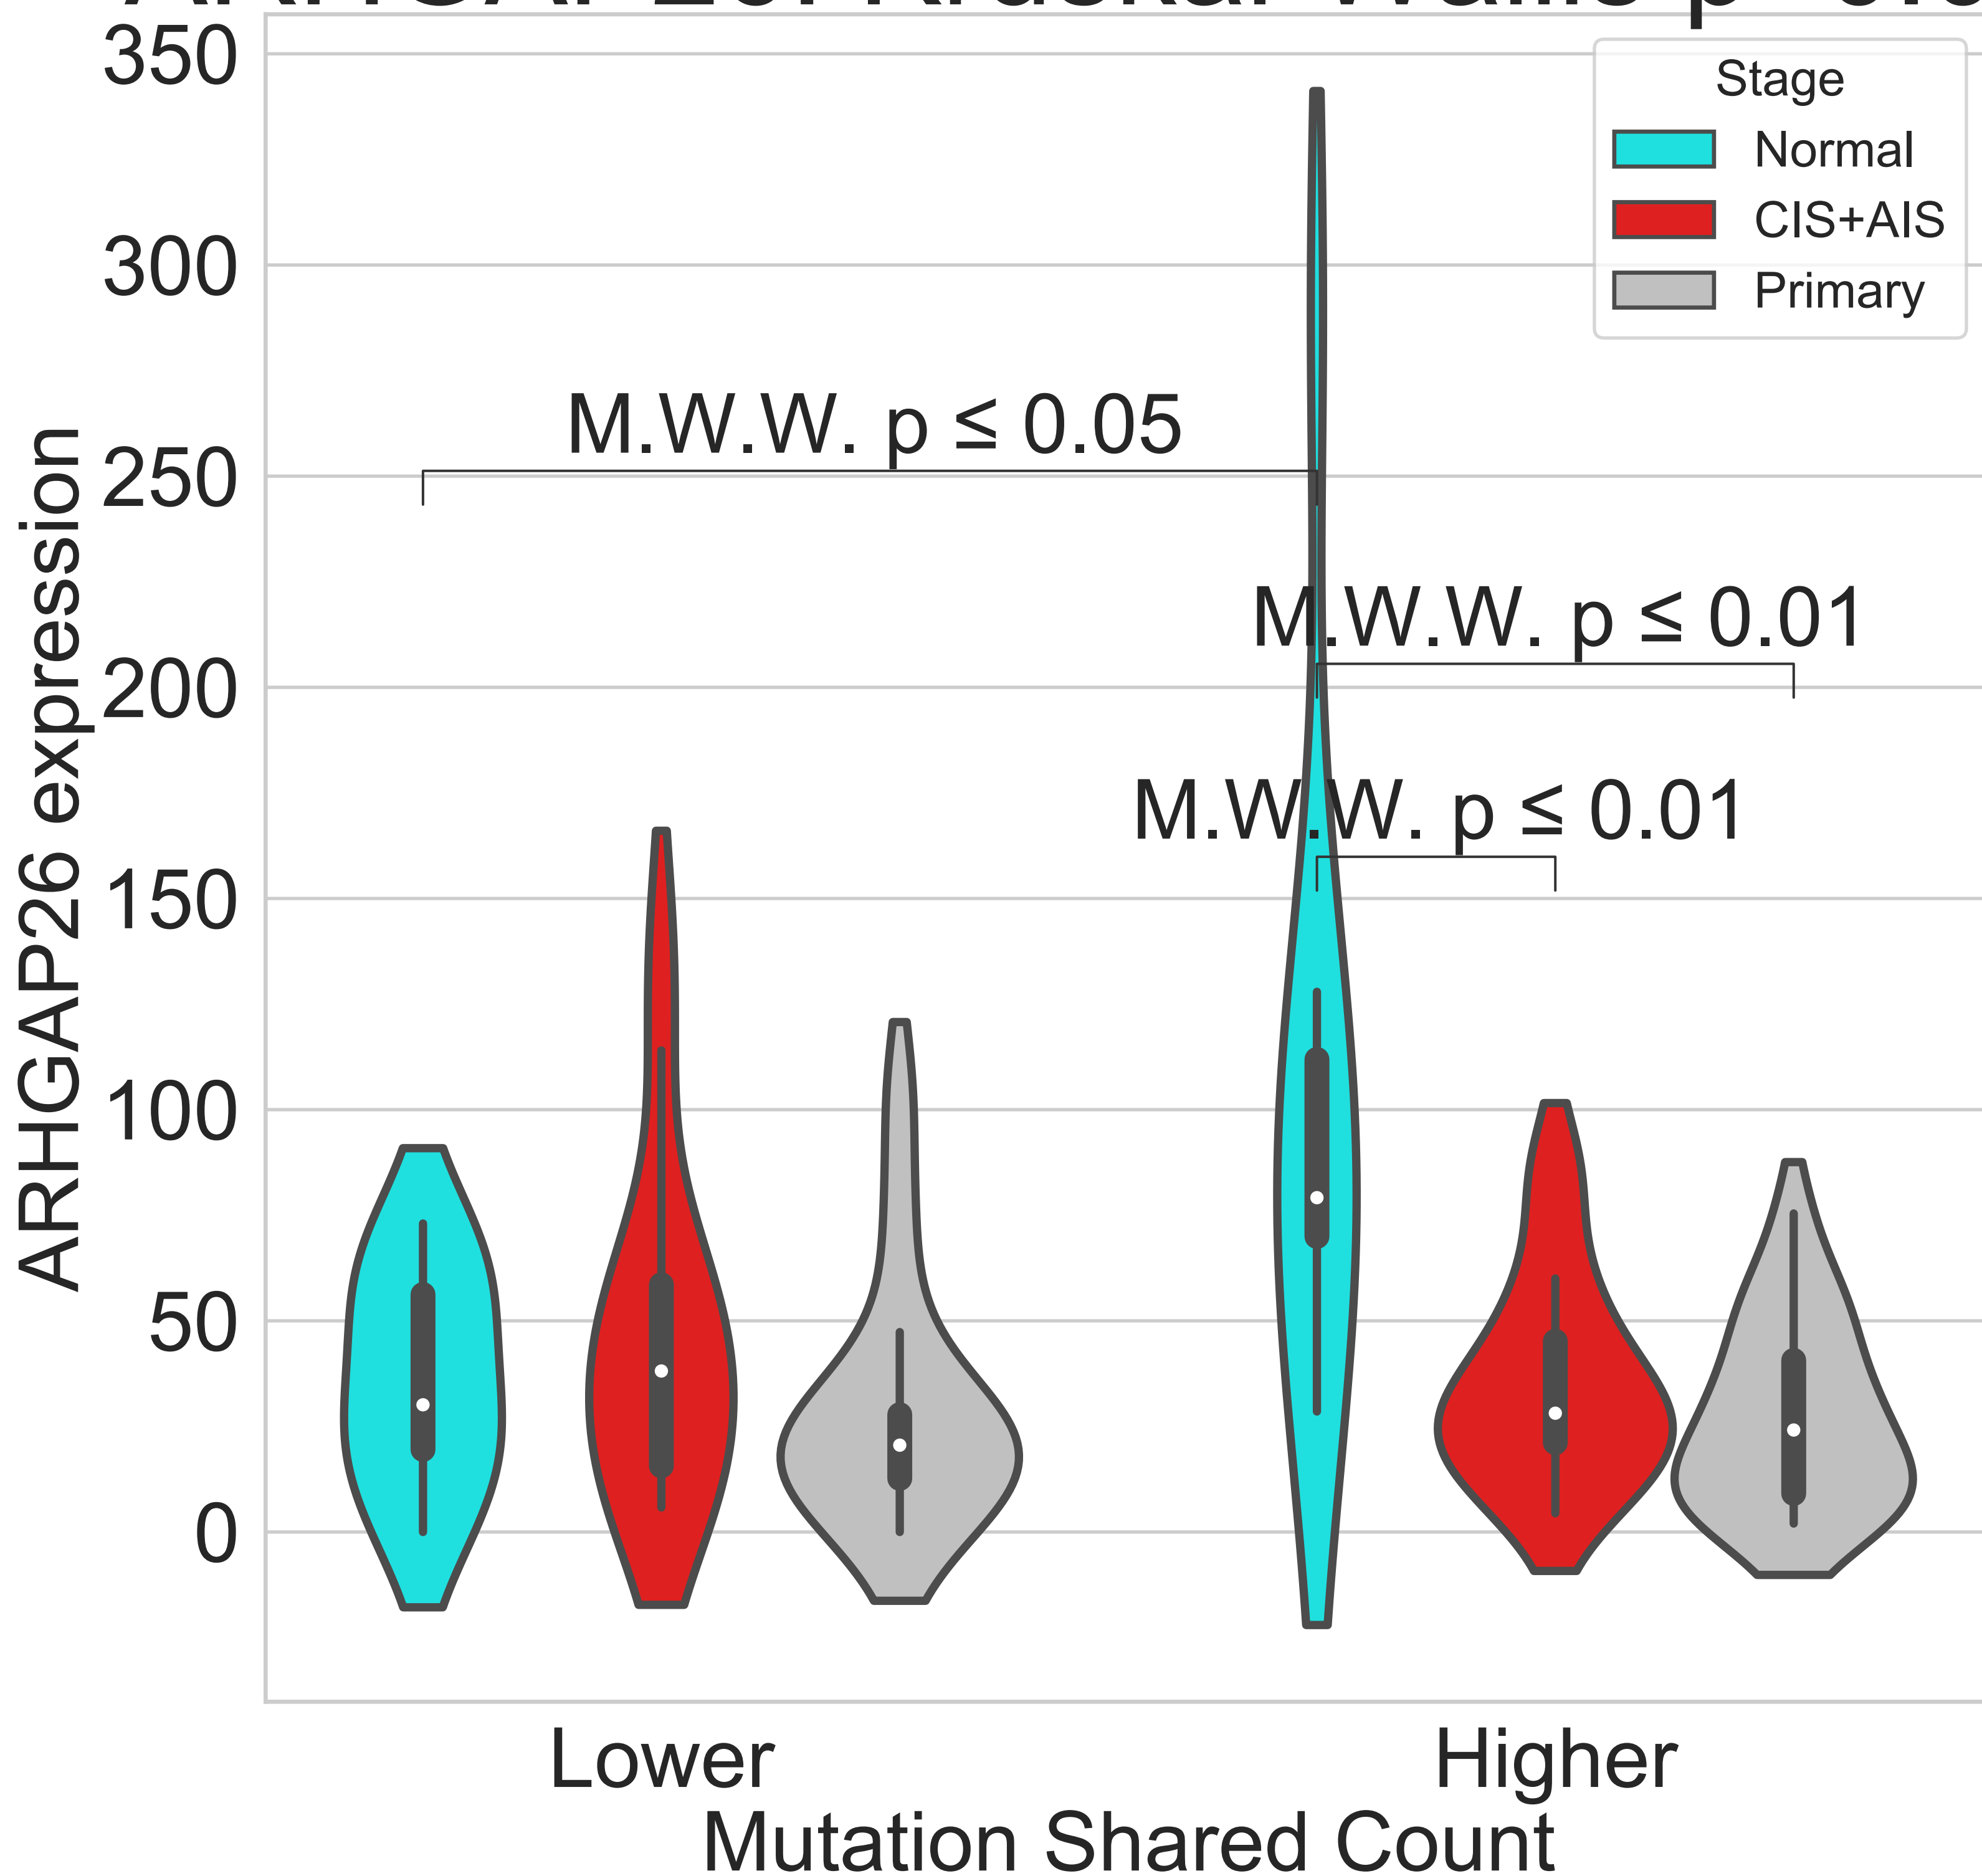 350
300
250
200
150
100
50
0
ARHGAP26 expression
Stage
Normal
CIS+AIS
Primary
M.W.W. p ≤ 0.05
M.W.W. p ≤ 0.01
M.W.W. p ≤ 0.01
Lower
Higher
Mutation Shared Count